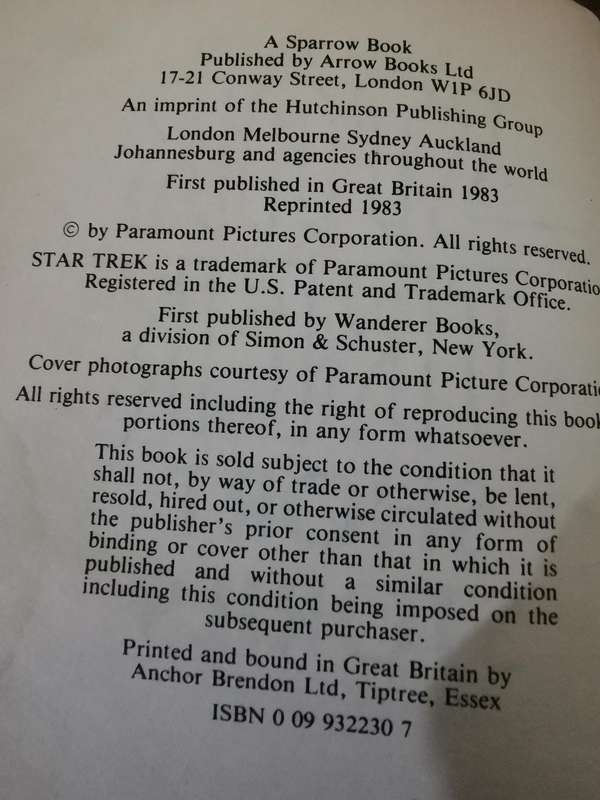 A Sparrow Book
Published by Arrow Books Ltd
17-21 Conway Street, London W1P 6JD
An imprint of the Hutchinson Publishing Group
London Melbourne Sydney Auckland
Johannesburg and agencies throughout the world
First published in Great Britain 1983
Reprinted 1983
© by Paramount Pictures Corporation. All rights reserved.
STAR TREK is a trademark of Paramount Pictures Corporatio
Registered in the U.S. Patent and Trademark Office.
First published by Wanderer Books,
a division of Simon & Schuster, New York.
Cover photographs courtesy of Paramount Picture Corporatio
All rights reserved including the right of reproducing this book
portions thereof, in any form whatsoever.
This book is sold subject to the condition that it
shall not, by way of trade or otherwise, be lent,
resold, hired out, or otherwise circulated without
the publisher's prior consent in any form of
binding or cover other than that in which it is
published and without a similar condition
including this condition being imposed on the
subsequent purchaser.
Printed and bound in Great Britain by
Anchor Brendon Ltd, Tiptree, Essex
ISBN 0 09 932230 7